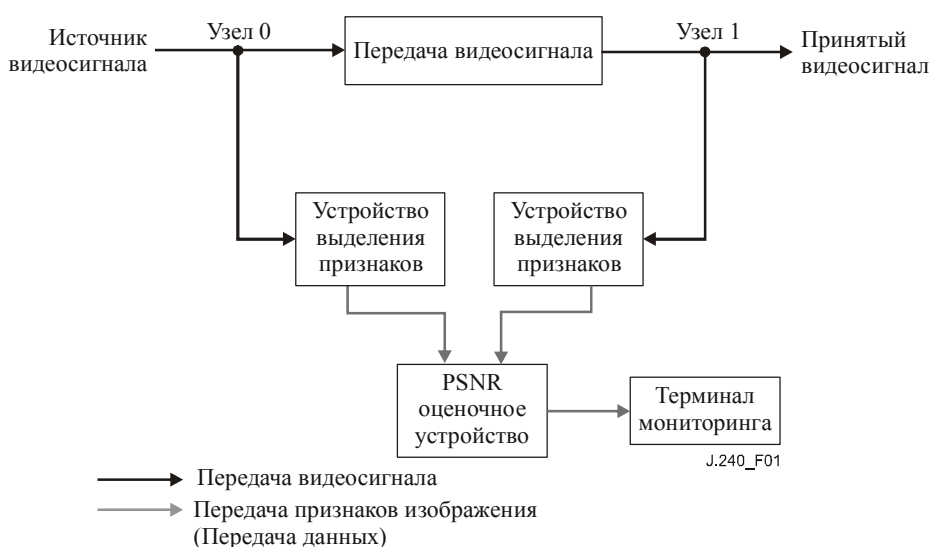 Источник
видеосигнала
Узел 0
Передача видеосигнала
Узел 1
Принятый
видеосигнал
Устройство
выделения
признаков
Устройство
выделения
признаков
PSNR
оценочное
устройство
Терминал
мониторинга
J.240_F01
Передача видеосигнала
Передача признаков изображения
(Передача данных)